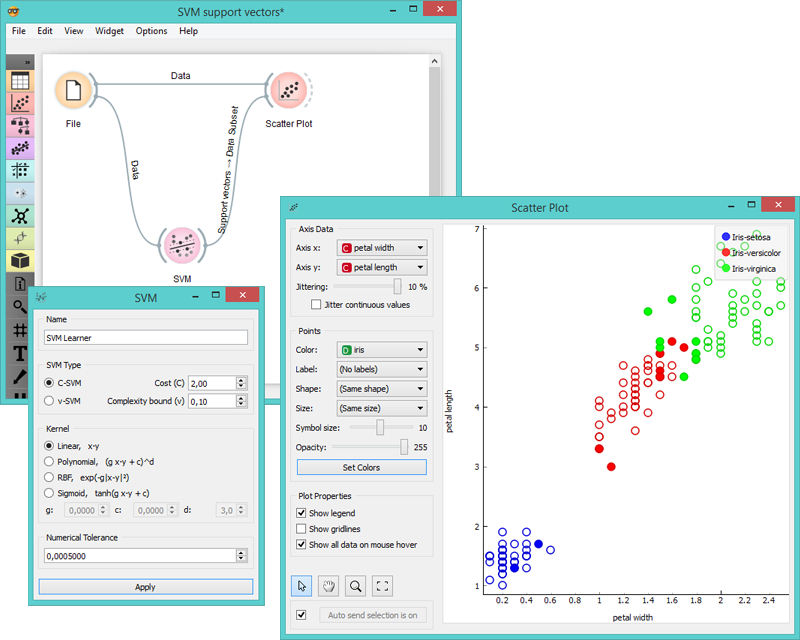 SVM support vectors*
File Edit View Widget Options Help
Data
File
Scatter Plot
Data
Support vectors → Data Subset
SVM
SVM
Name
SVM Learner
SVM Type
C-SVM Cost (C) 2,00
ν-SVM Complexity bound (ν) 0,10
Kernel
Linear, x·y
Polynomial, (g x·y + c)^d
RBF, exp(-g|x-y|²)
Sigmoid, tanh(g x·y + c)
g: 0,0000 c: 0,0000 d: 3,0
Numerical Tolerance
0,0005000
Apply
Scatter Plot
Axis Data
Axis x: C petal width
Axis y: C petal length
Jittering: 10 %
Jitter continuous values
Points
Color: D iris
Label: (No labels)
Shape: (Same shape)
Size: (Same size)
Symbol size: 10
Opacity: 255
Set Colors
Plot Properties
Show legend
Show gridlines
Show all data on mouse hover
Auto send selection is on
Iris-setosa
Iris-versicolor
Iris-virginica
petal length
7
6
5
4
3
2
1
0.2 0.4 0.6 0.8 1 1.2 1.4 1.6 1.8 2 2.2 2.4
petal width